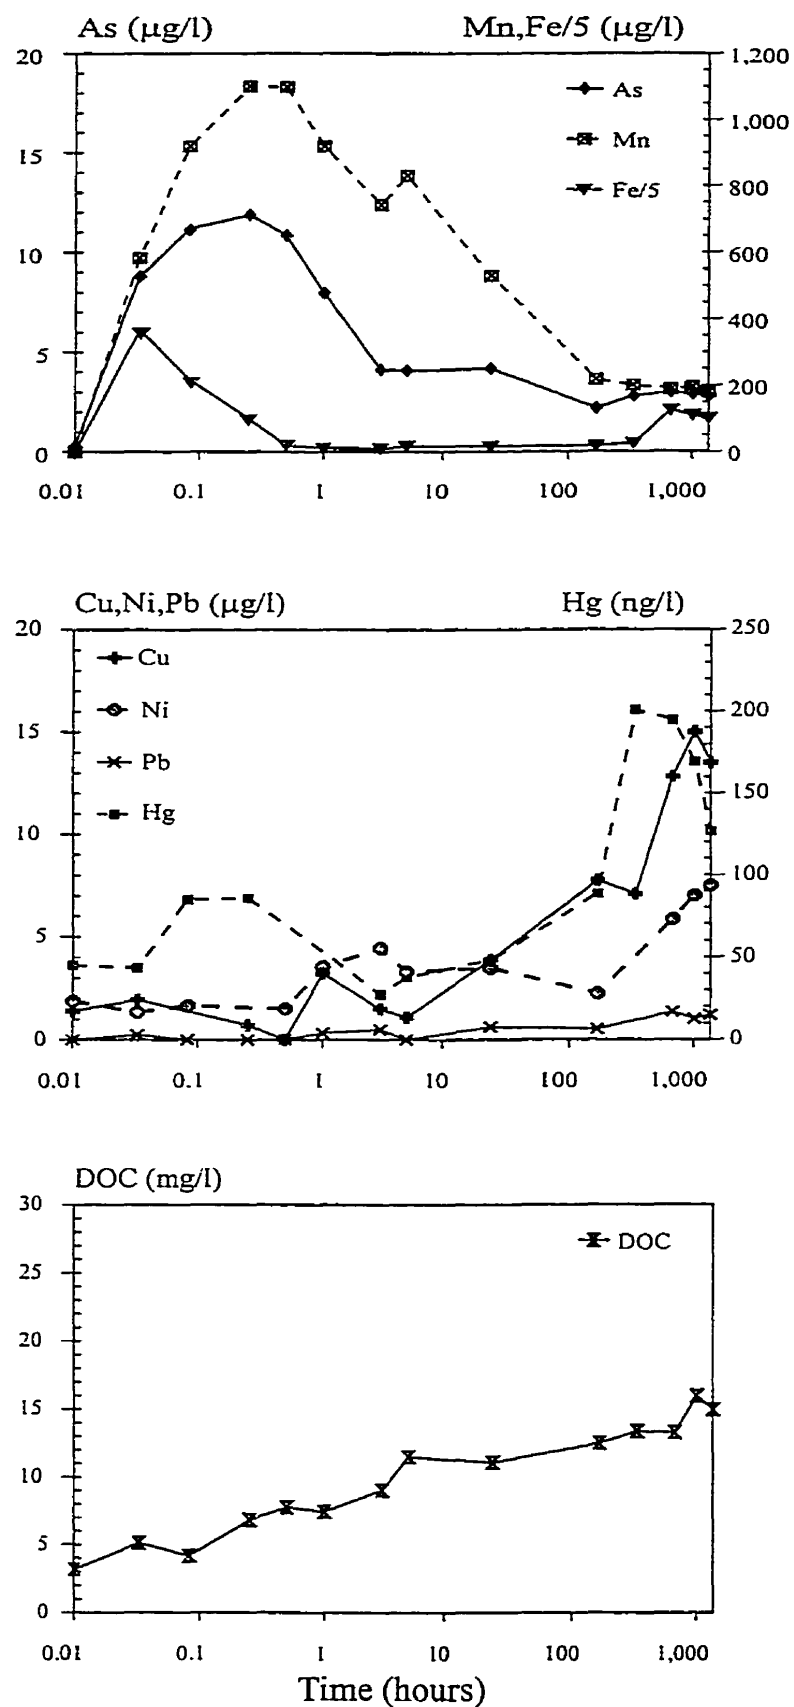 As (µg/l) Mn,Fe/5 (µg/l)
20 1,200
As
1,000
Mn
15
800
Fe/5
10 600
400
5
200
0 0
0.01 0.1 1 10 100 1,000
Cu,Ni,Pb (µg/l) Hg (ng/l)
20 250
Cu
Ni 200
15
Pb
150
Hg
10
100
5
50
0 0
0.01 0.1 1 10 100 1,000
DOC (mg/l)
30
DOC
25
20
15
10
5
0
0.01 0.1 1 10 100 1,000
Time (hours)